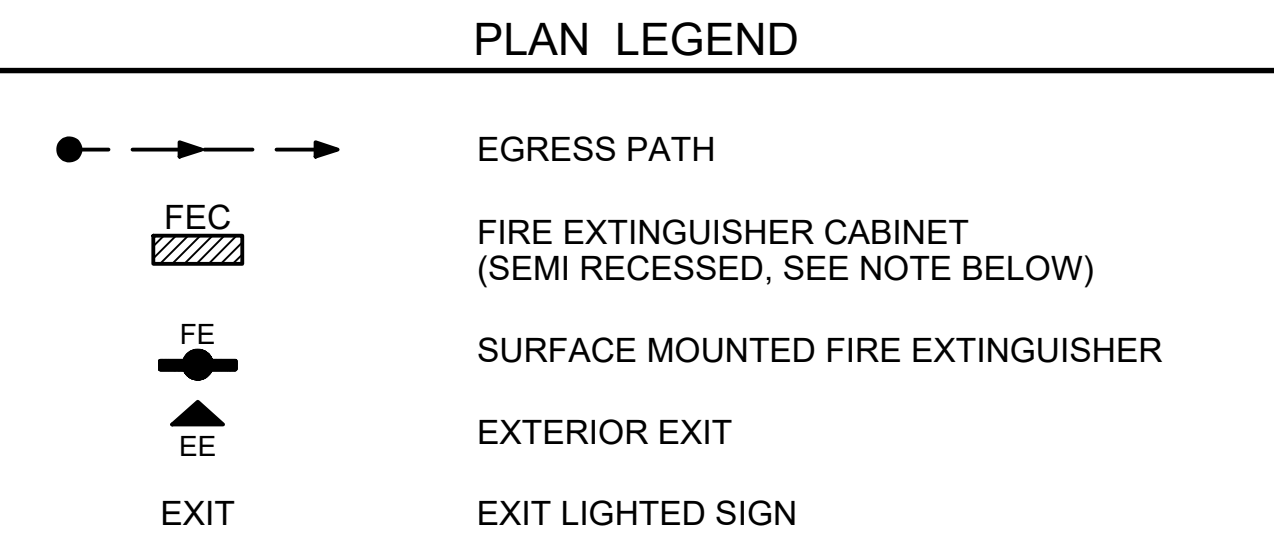 PLAN LEGEND
EGRESS PATH
FEC
FIRE EXTINGUISHER CABINET
(SEMI RECESSED, SEE NOTE BELOW)
FE
SURFACE MOUNTED FIRE EXTINGUISHER
EE
EXTERIOR EXIT
EXIT
EXIT LIGHTED SIGN